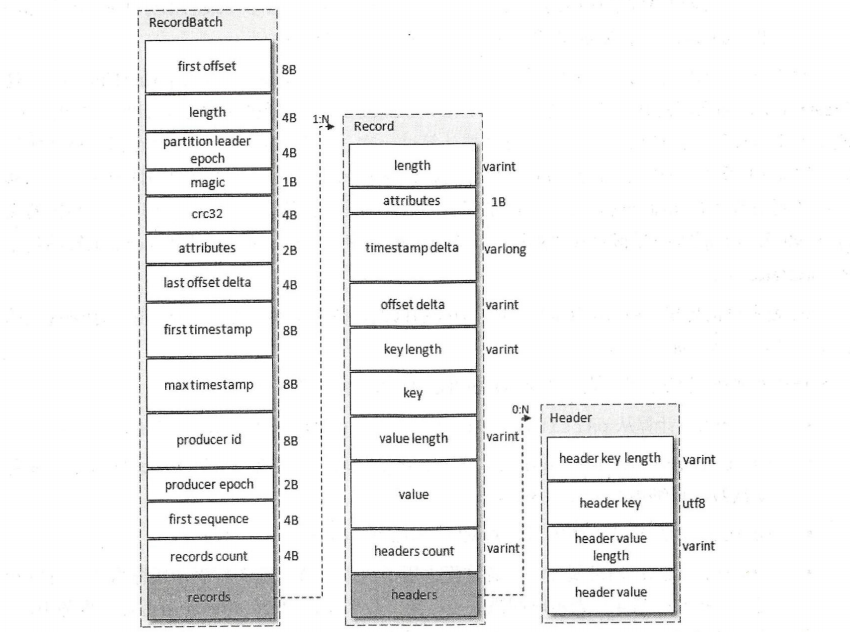 RecordBatch
first offset
8B
length
4B
partition leader
epoch
4B
magic
1B
crc32
4B
attributes
2B
last offset delta
4B
first timestamp
8B
max timestamp
8B
producer id
8B
producer epoch
2B
first sequence
4B
records count
4B
records
1:N
Record
length
varint
attributes
1B
timestamp delta
varlong
offset delta
varint
key length
varint
key
value length
varint
value
headers count
varint
headers
0:N
Header
header key length
varint
header key
utf8
header value
length
varint
header value